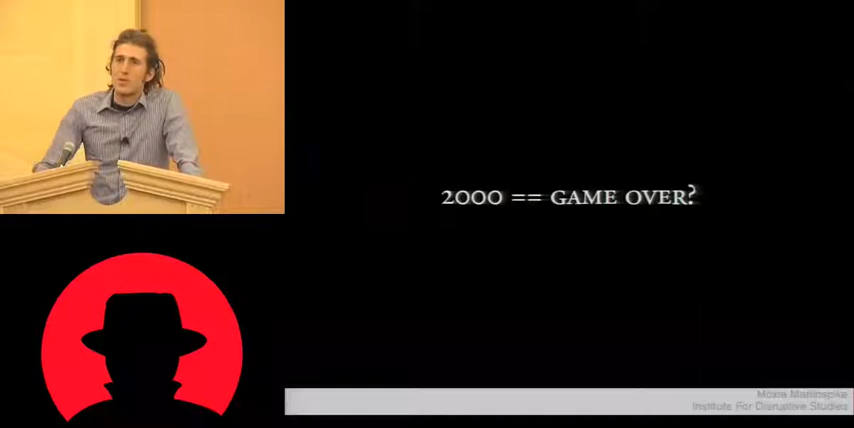 2000 == GAME OVER?
Moxie Marlinspike
Institute For Disruptive Studies